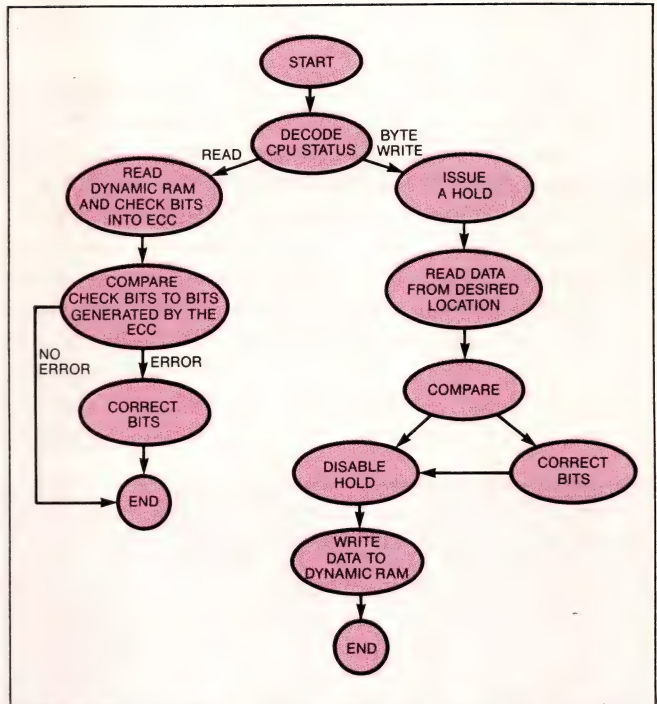 START
DECODE
CPU STATUS
READ
BYTE
WRITE
READ
DYNAMIC RAM
AND CHECK BITS
INTO ECC
ISSUE
A HOLD
COMPARE
CHECK BITS TO BITS
GENERATED BY THE
ECC
READ DATA
FROM DESIRED
LOCATION
NO
ERROR
ERROR
COMPARE
CORRECT
BITS
DISABLE
HOLD
CORRECT
BITS
END
WRITE
DATA TO
DYNAMIC RAM
END